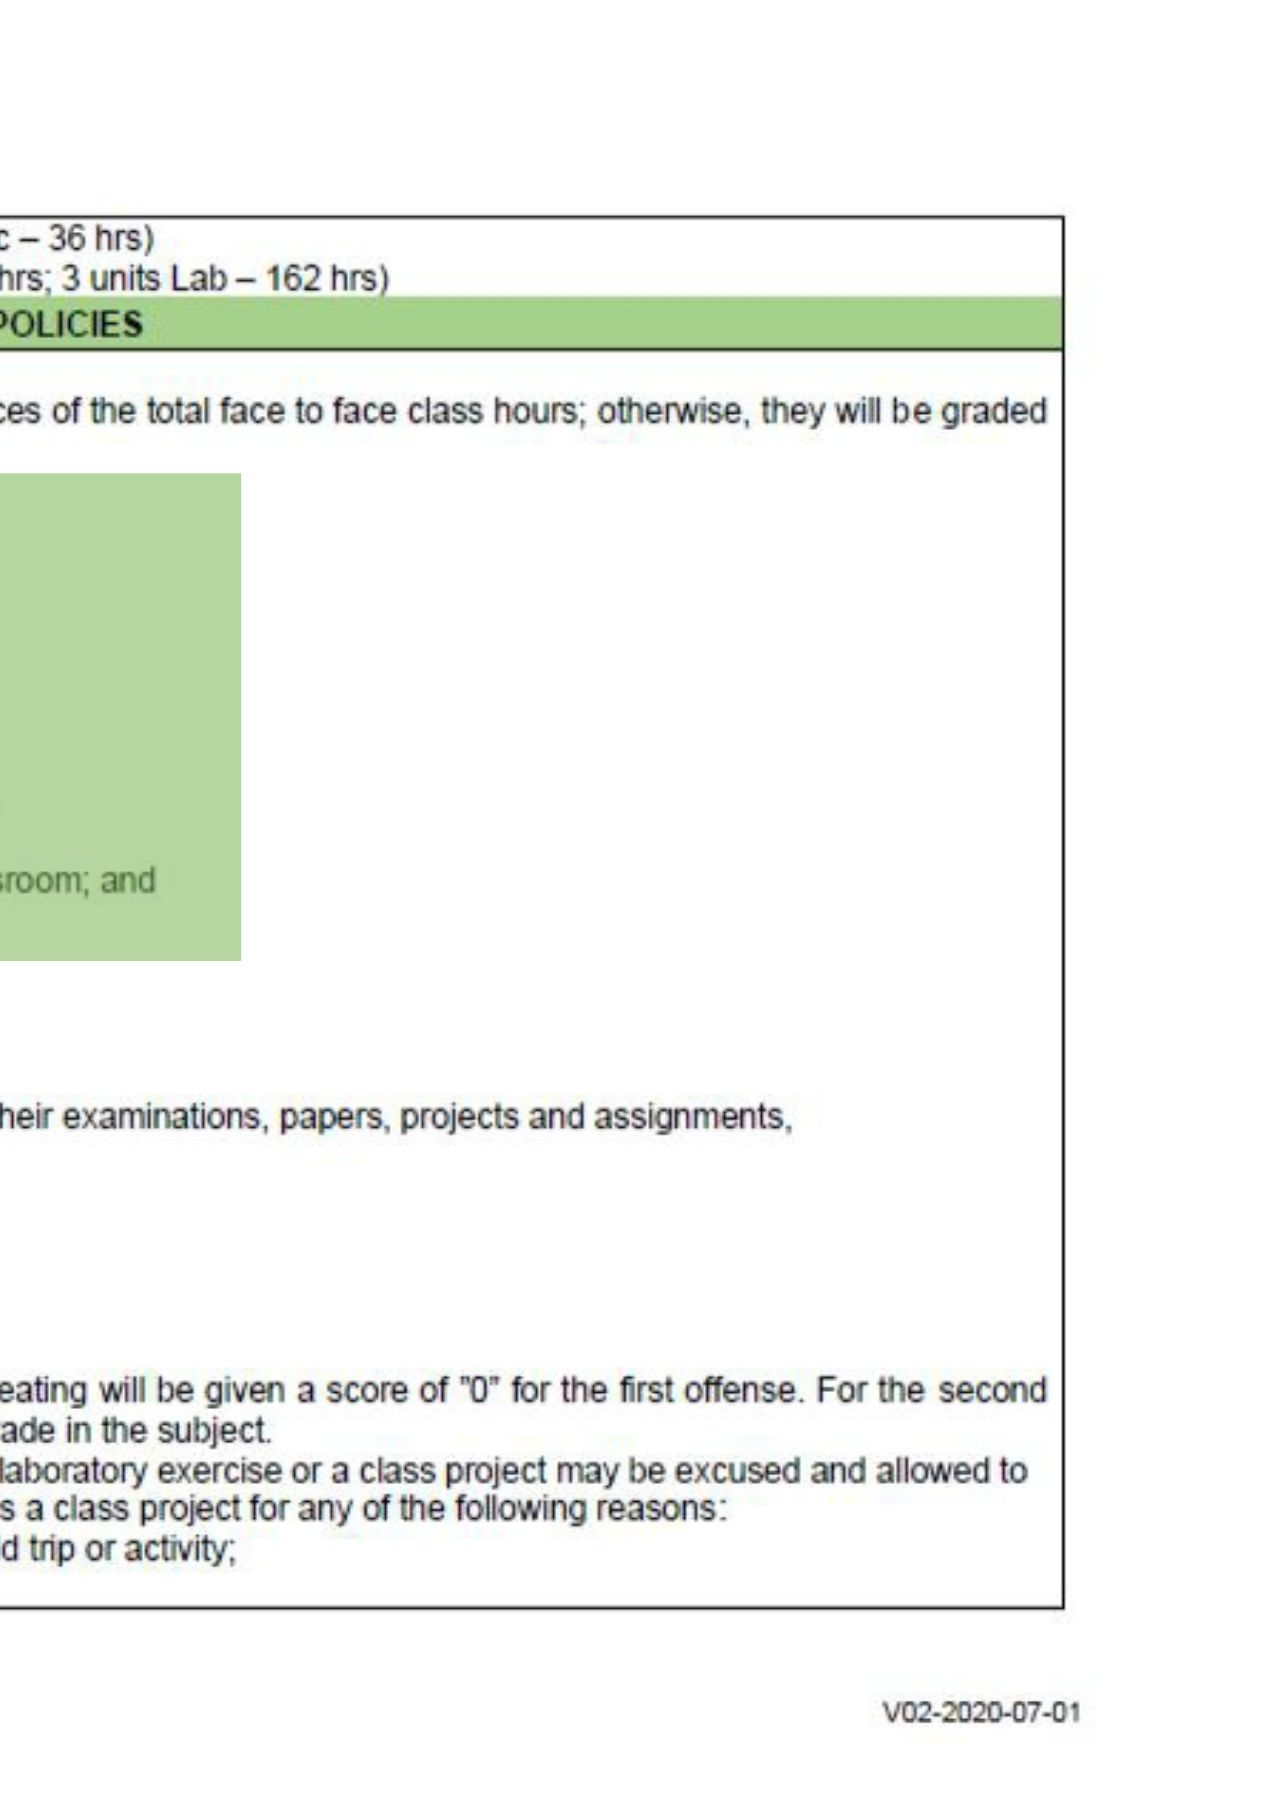 c – 36 hrs)
hrs; 3 units Lab – 162 hrs)
POLICIES
ces of the total face to face class hours; otherwise, they will be graded
sroom; and
heir examinations, papers, projects and assignments,
eating will be given a score of "0" for the first offense. For the second
ade in the subject.
laboratory exercise or a class project may be excused and allowed to
s a class project for any of the following reasons:
d trip or activity;
V02-2020-07-01